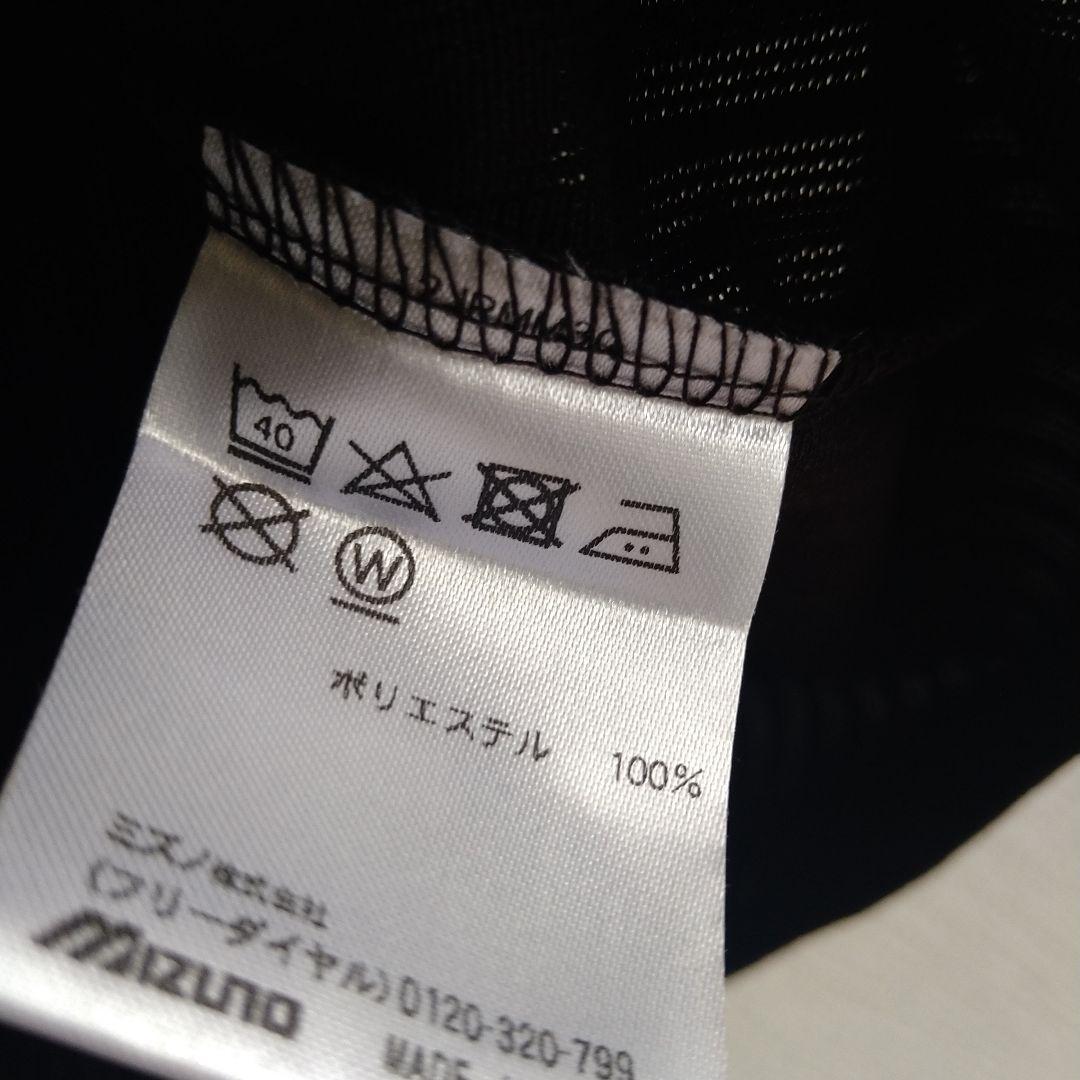 40
W
ポリエステル 100%
ミズノ株式会社
(フリーダイヤル)0120-320-799
MIZUNO
MADE